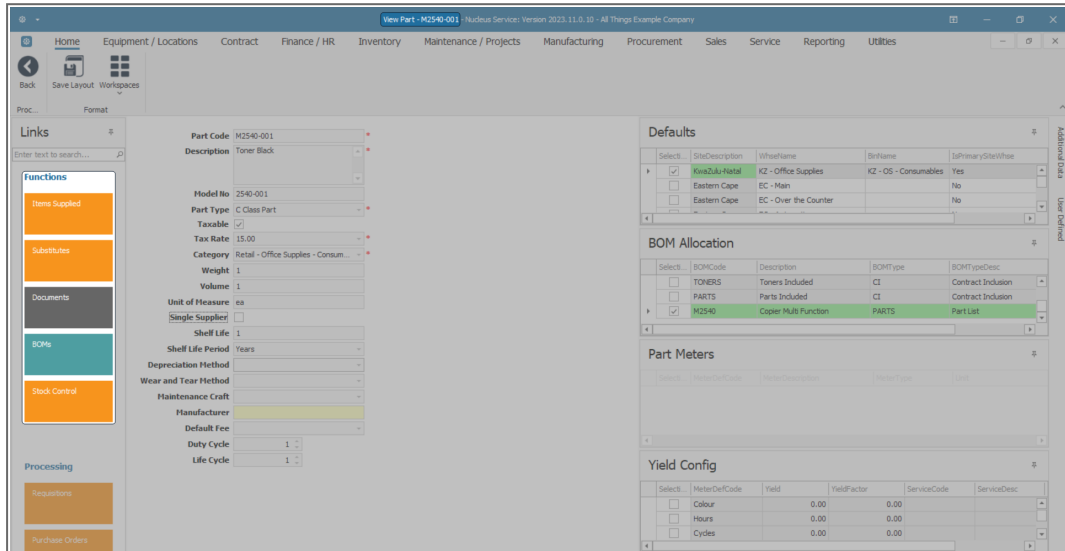 View Part - M2540-001 - Nucleus Service: Version 2023.11.0.10 - All Things Example Company
Home Equipment / Locations Contract Finance / HR Inventory Maintenance / Projects Manufacturing Procurement Sales Service Reporting Utilities
Back Save Layout Workspaces
Proc... Format
Links
Enter text to search...
Functions
Items Supplied
Substitutes
Documents
BOMs
Stock Control
Processing
Requisitions
Purchase Orders
Part Code M2540-001 *
Description Toner Black *
Model No 2540-001
Part Type C Class Part *
Taxable
Tax Rate 15.00 *
Category Retail - Office Supplies - Consum... *
Weight 1
Volume 1
Unit of Measure ea
Single Supplier
Shelf Life 1
Shelf Life Period Years
Depreciation Method
Wear and Tear Method
Maintenance Craft
Manufacturer
Default Fee
Duty Cycle 1
Life Cycle 1
Defaults
Selecti... SiteDescription WhseName BinName IsPrimarySiteWhse
KwaZulu-Natal KZ - Office Supplies KZ - OS - Consumables Yes
Eastern Cape EC - Main No
Eastern Cape EC - Over the Counter No
BOM Allocation
Selecti... BOMCode Description BOMType BOMTypeDesc
TONERS Toners Included CI Contract Inclusion
PARTS Parts Included CI Contract Inclusion
M2540 Copier Multi Function PARTS Part List
Part Meters
Yield Config
Selecti... MeterDefCode Yield YieldFactor ServiceCode ServiceDesc
Colour 0.00 0.00
Hours 0.00 0.00
Cycles 0.00 0.00
Additional Data
User Defined